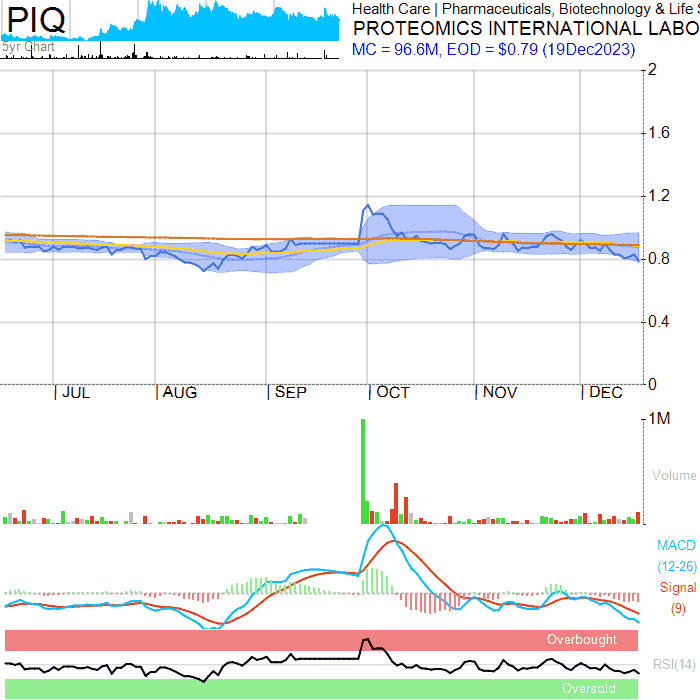 PIQ
5yr Chart
Health Care | Pharmaceuticals, Biotechnology & Life S
PROTEOMICS INTERNATIONAL LABO
MC = 96.6M, EOD = $0.79 (19Dec2023)
2
1.6
1.2
0.8
0.4
0
| JUL | AUG | SEP | OCT | NOV | DEC
1M
Volume
MACD
(12-26)
Signal
(9)
Overbought
RSI(14)
Oversold